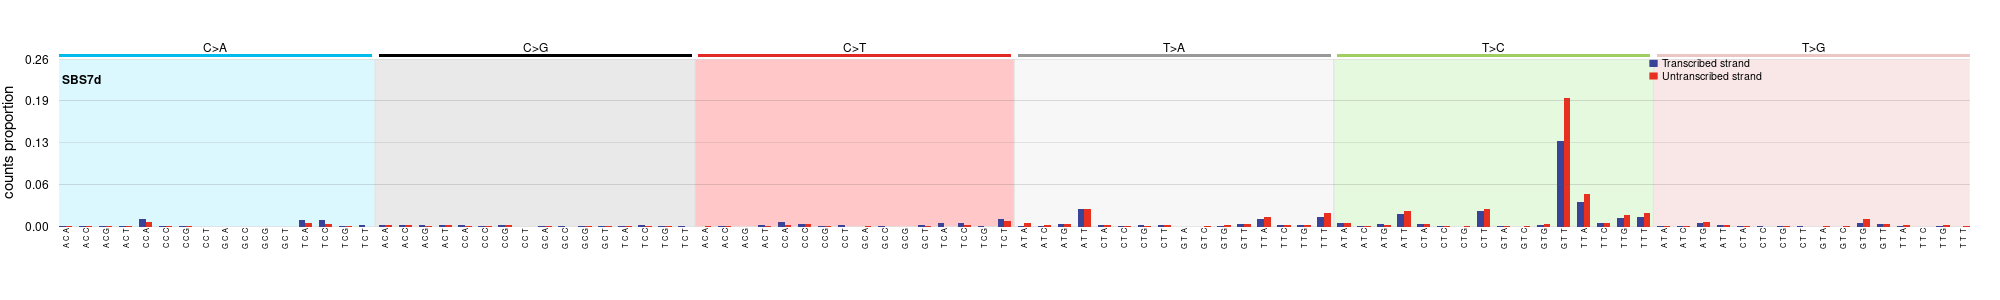 C>A C>G C>T T>A T>C T>G
0.26
SBS7d
Transcribed strand
Untranscribed strand
0.19
0.13
0.06
0.00
counts proportion
ACA ACC ACG ACT CCA CCC CCG CCT GCA GCC GCG GCT TCA TCC TCG TCT ACA ACC ACG ACT CCA CCC CCG CCT GCA GCC GCG GCT TCA TCC TCG TCT ACA ACC ACG ACT CCA CCC CCG CCT GCA GCC GCG GCT TCA TCC TCG TCT ATA ATC ATG ATT CTA CTC CTG CTT GTA GTC GTG GTT TTA TTC TTG TTT ATA ATC ATG ATT CTA CTC CTG CTT GTA GTC GTG GTT TTA TTC TTG TTT ATA ATC ATG ATT CTA CTC CTG CTT GTA GTC GTG GTT TTA TTC TTG TTT